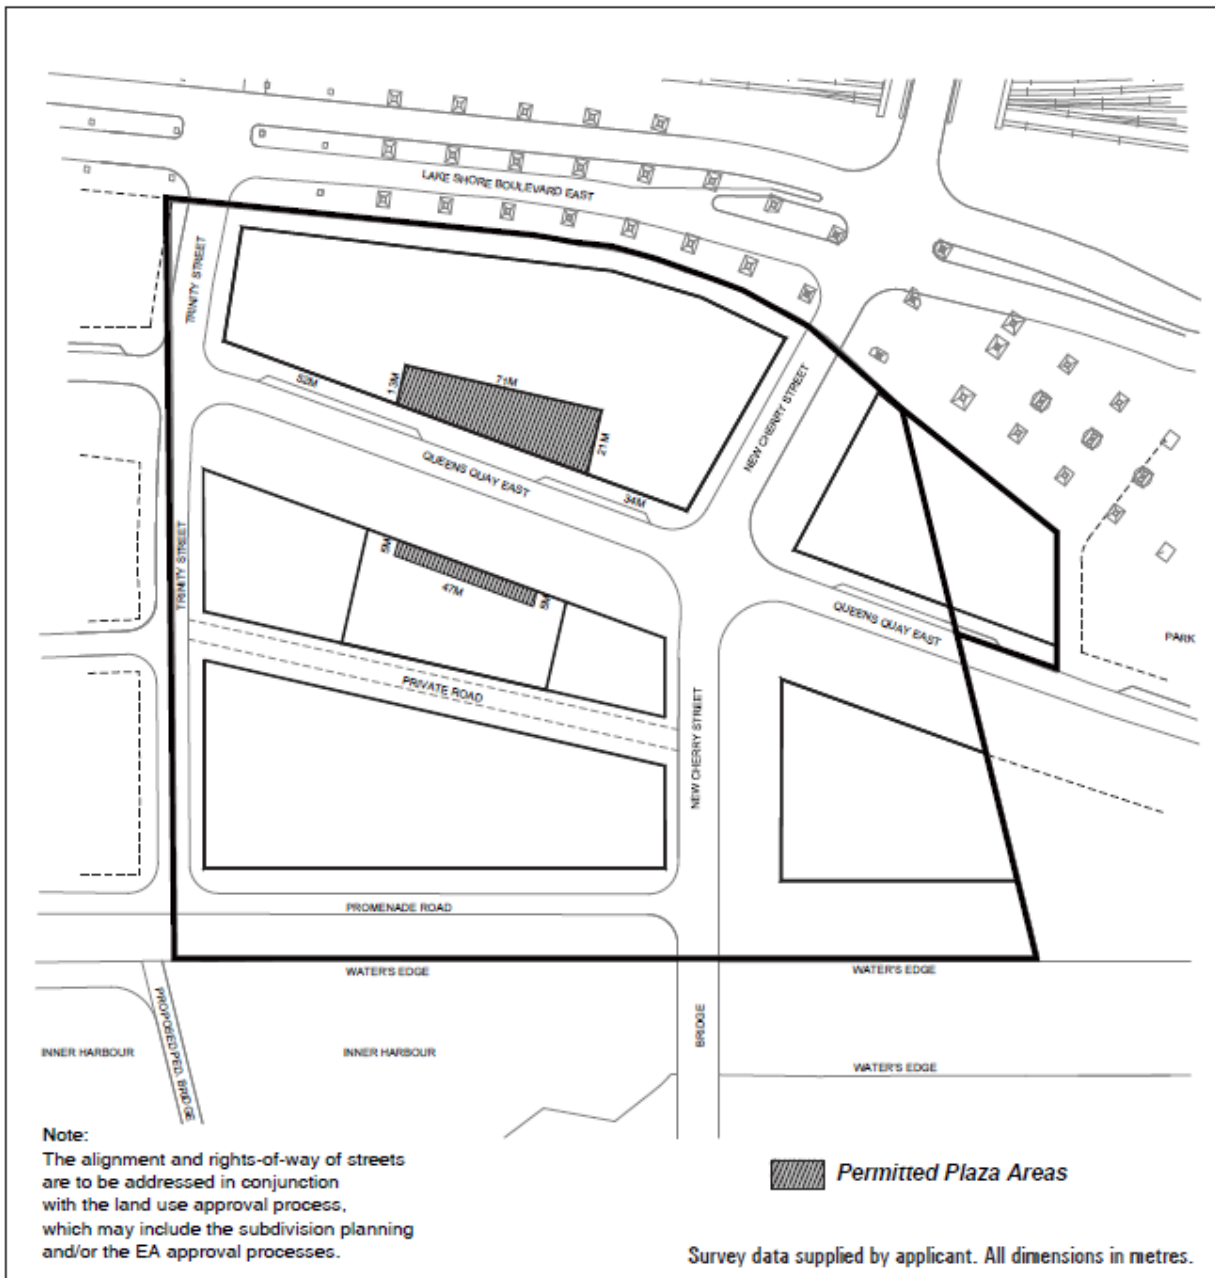 LAKE SHORE BOULEVARD EAST
TRINITY STREET
52M
13M
71M
21M
34M
NEW CHERRY STREET
QUEENS QUAY EAST
TRINITY STREET
5M
47M
5M
PRIVATE ROAD
NEW CHERRY STREET
QUEENS QUAY EAST
PARK
PROMENADE ROAD
WATER'S EDGE
WATER'S EDGE
PROPOSED PED. BRIDGE
BRIDGE
INNER HARBOUR
INNER HARBOUR
WATER'S EDGE
Note:
The alignment and rights-of-way of streets
are to be addressed in conjunction
with the land use approval process,
which may include the subdivision planning
and/or the EA approval processes.
Permitted Plaza Areas
Survey data supplied by applicant. All dimensions in metres.